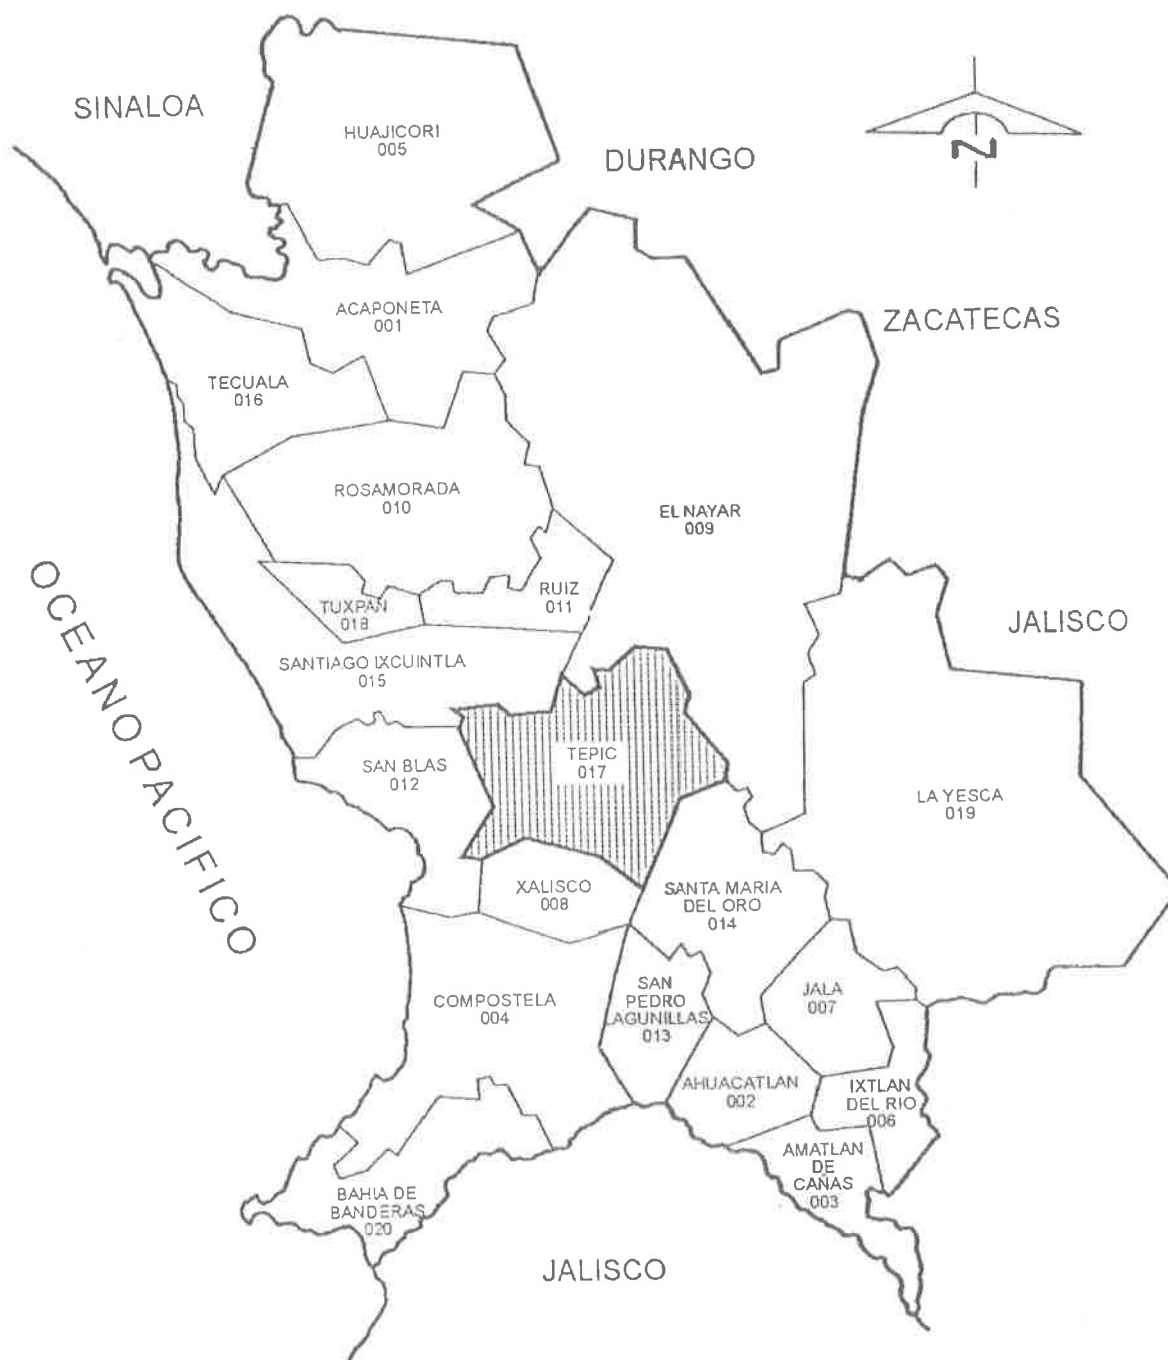 SINALOA
HUAJICORI
005
N
DURANGO
ACAPONETA
001
ZACATECAS
TECUALA
016
ROSAMORADA
010
EL NAYAR
009
RUIZ
011
TUXPAN
018
JALISCO
SANTIAGO IXCUINTLA
015
OCEANO PACIFICO
TEPIC
017
SAN BLAS
012
LA YESCA
019
XALISCO
008
SANTA MARIA
DEL ORO
014
SAN
PEDRO
LAGUNILLAS
013
JALA
007
COMPOSTELA
004
AHUACATLAN
002
IXTLAN
DEL RIO
006
AMATLAN
DE
CAÑAS
003
BAHIA DE
BANDERAS
020
JALISCO